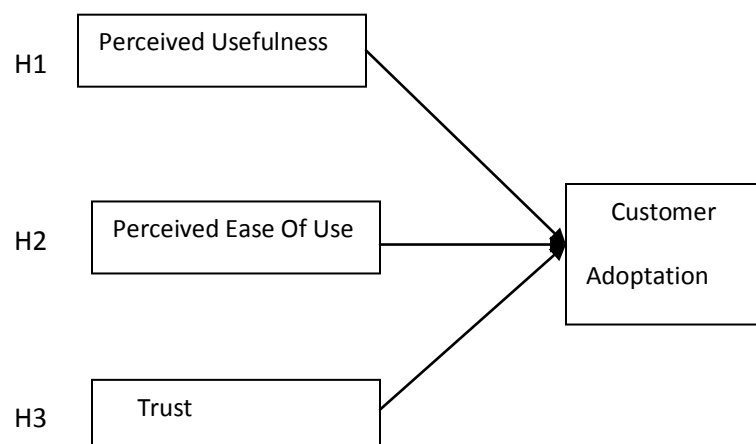 H1
Perceived Usefulness
H2
Perceived Ease Of Use
H3
Trust
Customer
Adoptation